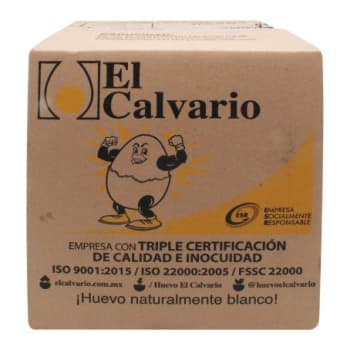 El
Calvario
ESR
EMPRESA
SOCIALMENTE
RESPONSABLE
EMPRESA CON TRIPLE CERTIFICACIÓN
DE CALIDAD E INOCUIDAD
ISO 9001:2015 / ISO 22000:2005 / FSSC 22000
elcalvario.com.mx / Huevo El Calvario @huevoelcalvario
¡Huevo naturalmente blanco!